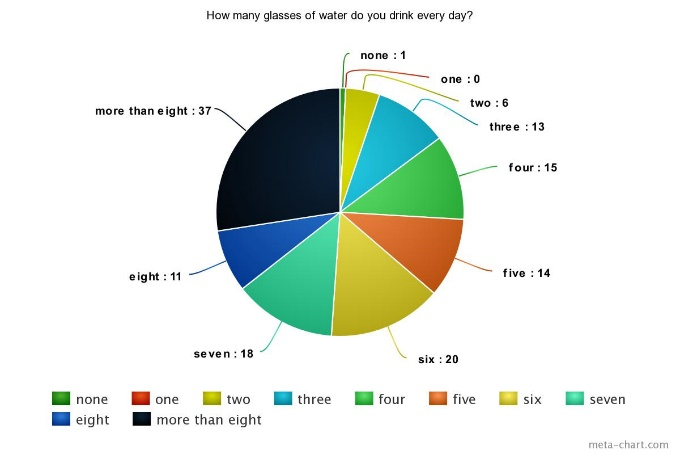 How many glasses of water do you drink every day?
none : 1
one : 0
two : 6
three : 13
four : 15
five : 14
six : 20
seven : 18
eight : 11
more than eight : 37
none one two three four five six seven
eight more than eight
meta-chart.com